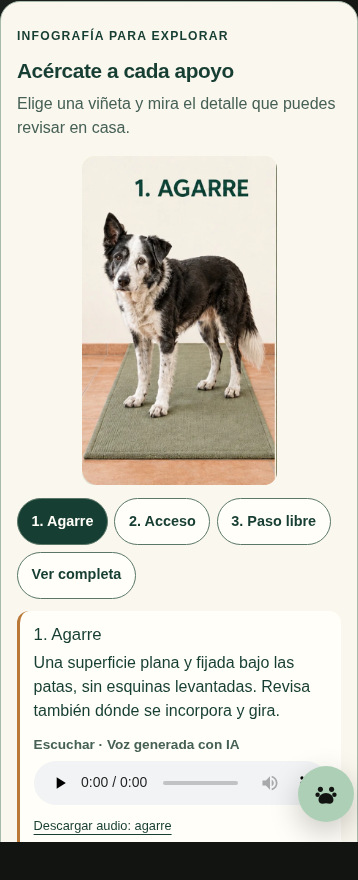 INFOGRAFÍA PARA EXPLORAR
Acércate a cada apoyo
Elige una viñeta y mira el detalle que puedes
revisar en casa.
1. AGARRE
1. Agarre
2. Acceso
3. Paso libre
Ver completa
1. Agarre
Una superficie plana y fijada bajo las
patas, sin esquinas levantadas. Revisa
también dónde se incorpora y gira.
Escuchar · Voz generada con IA
0:00 / 0:00
Descargar audio: agarre